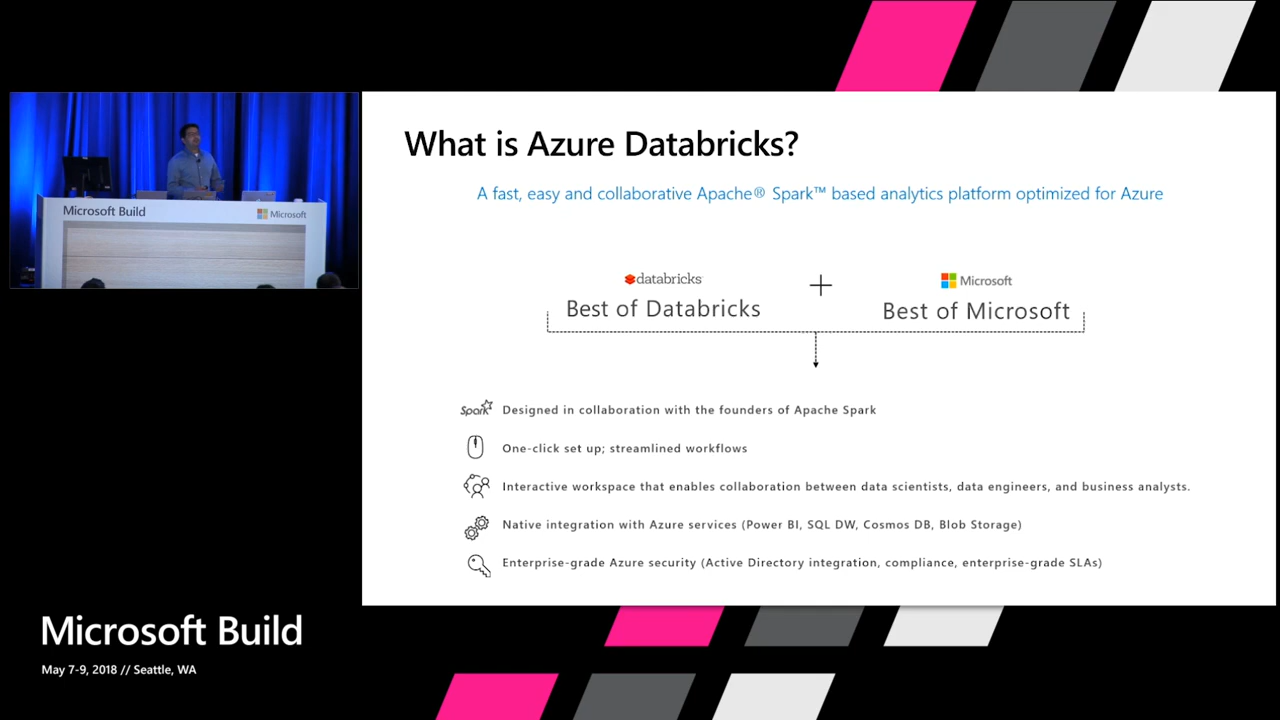 What is Azure Databricks?
A fast, easy and collaborative Apache® Spark™ based analytics platform optimized for Azure
databricks
Best of Databricks
+
Microsoft
Best of Microsoft
Spark
Designed in collaboration with the founders of Apache Spark
One-click set up; streamlined workflows
Interactive workspace that enables collaboration between data scientists, data engineers, and business analysts.
Native integration with Azure services (Power BI, SQL DW, Cosmos DB, Blob Storage)
Enterprise-grade Azure security (Active Directory integration, compliance, enterprise-grade SLAs)
Microsoft Build
Microsoft
Microsoft Build
May 7-9, 2018 // Seattle, WA